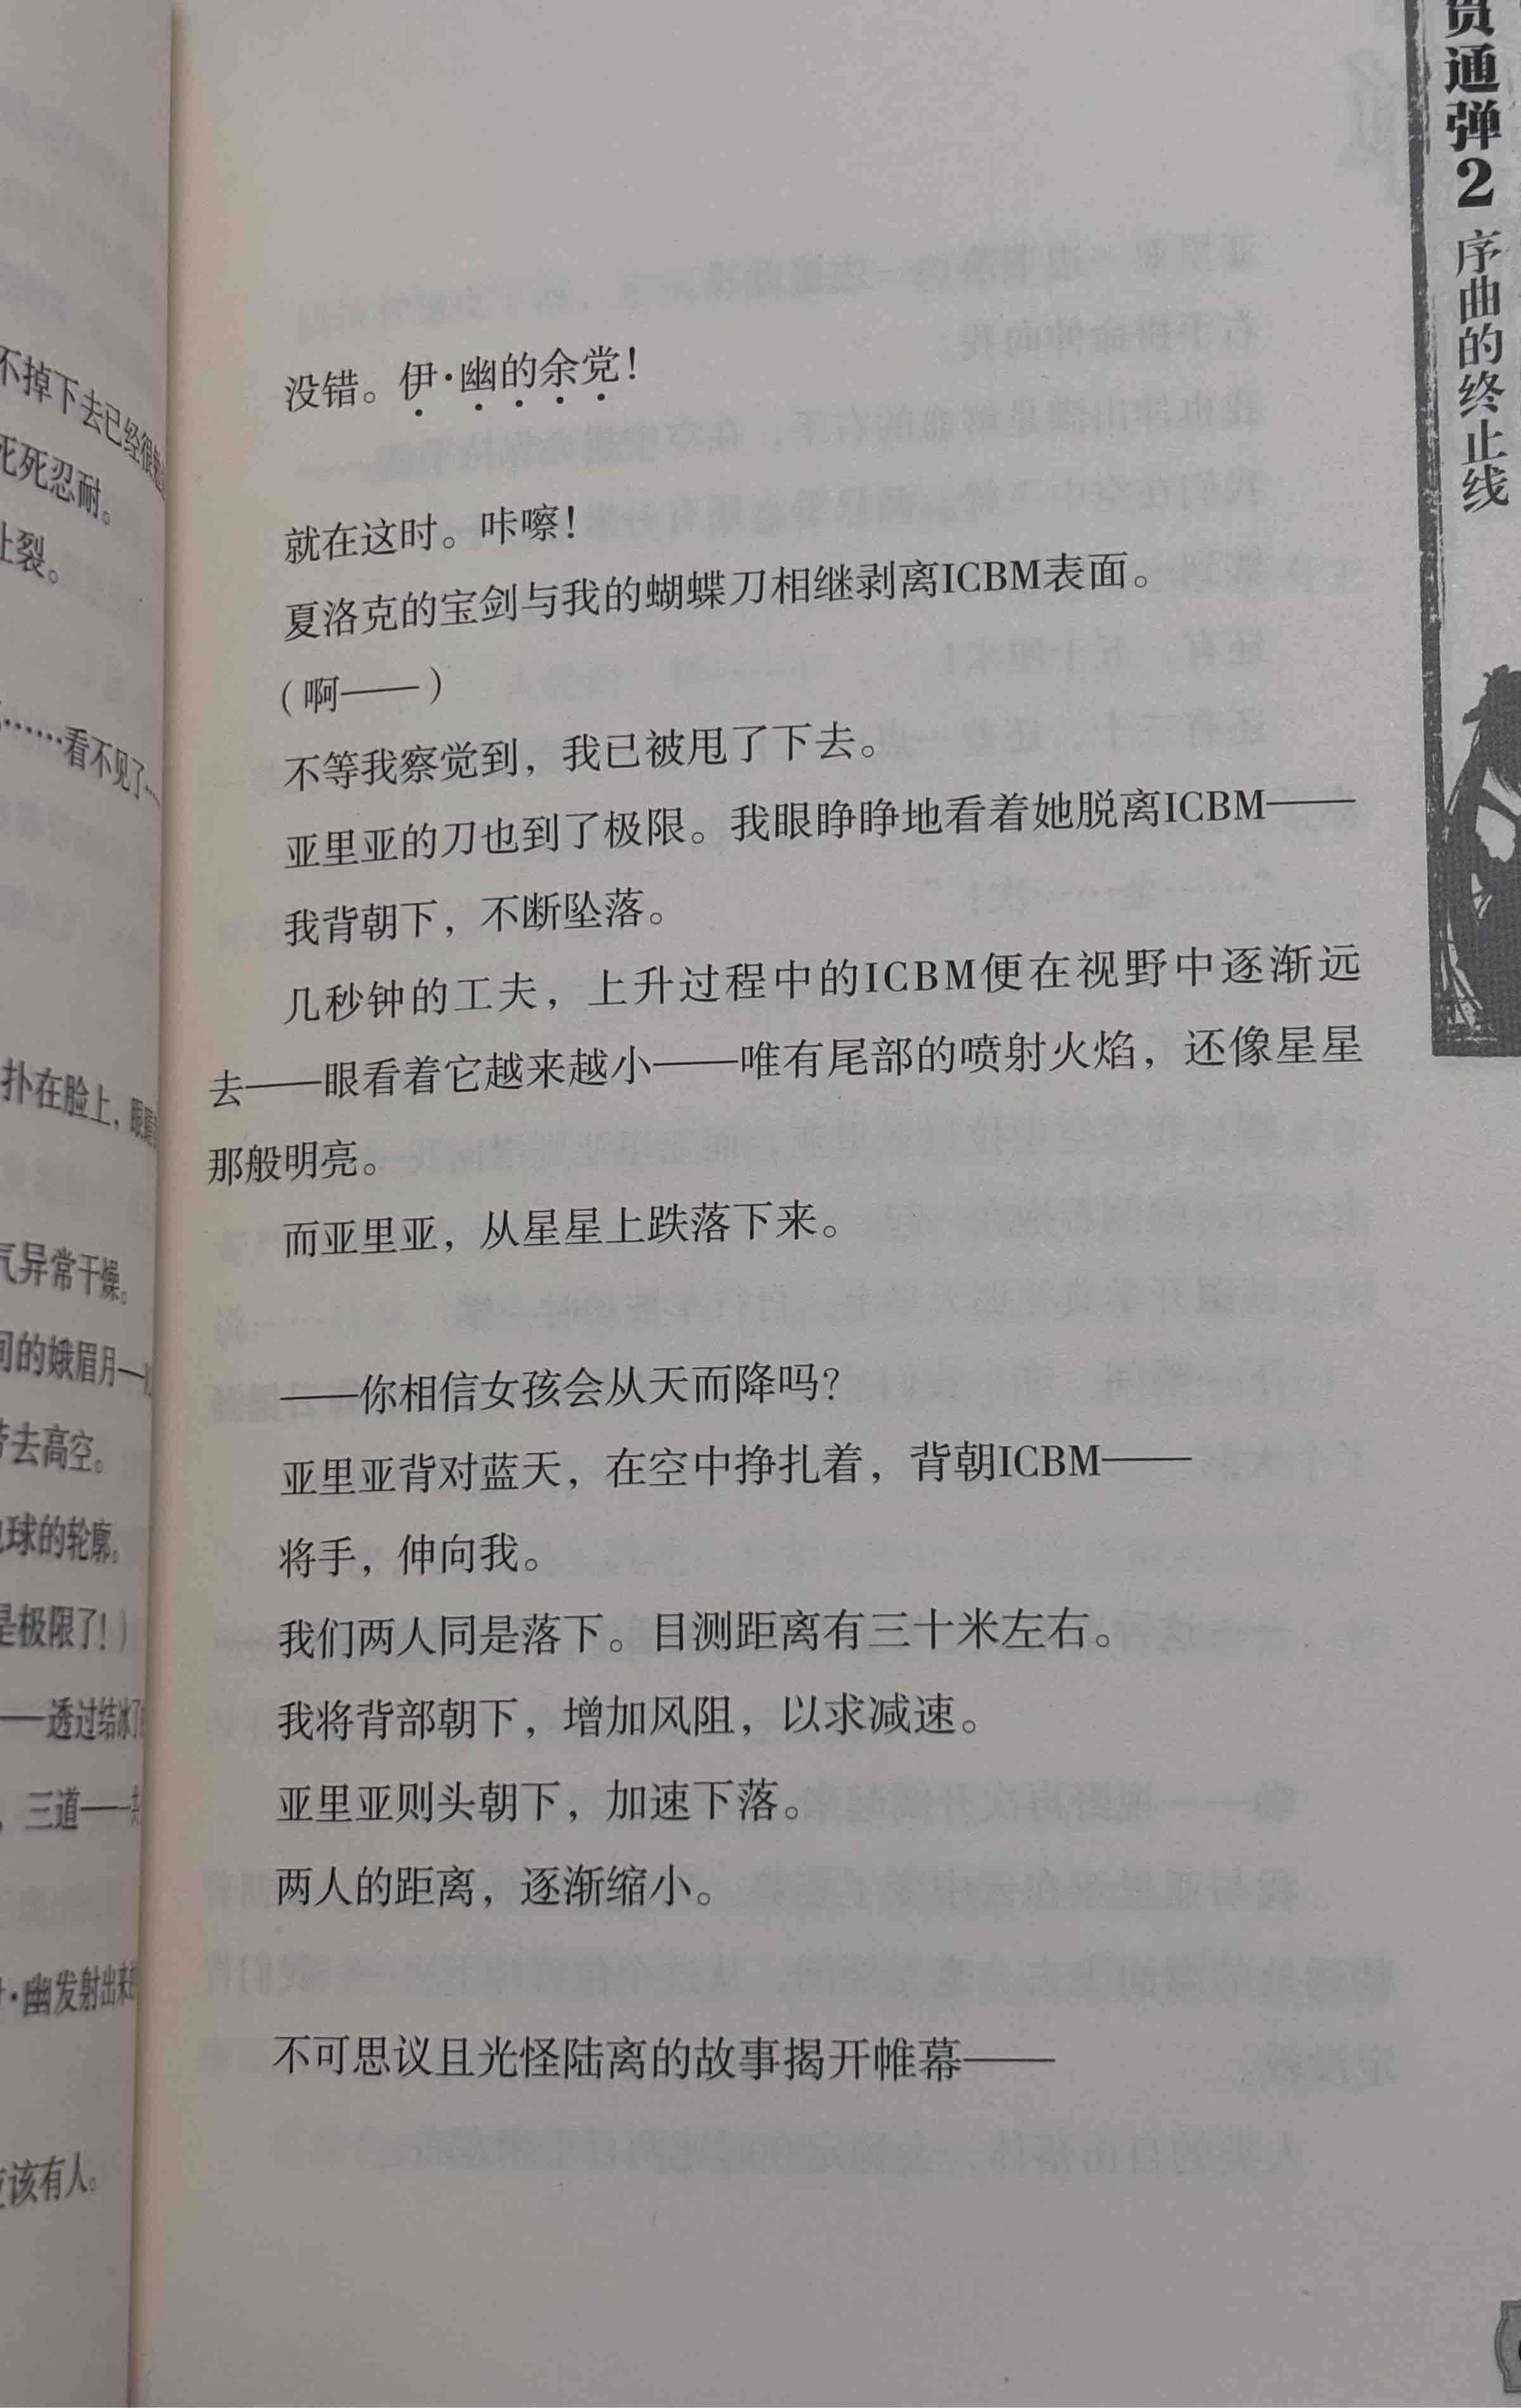 不掉下去已经很
死死忍耐。
裂。
……看不见了……
扑在脸上，眼
气异常干燥。
间的娥眉月—
去高空。
球的轮廓。
是极限了！）
——透过结冰了
，三道——
·幽发射出来的
应该有人。
没错。伊·幽的余党！
就在这时。咔嚓！
夏洛克的宝剑与我的蝴蝶刀相继剥离ICBM表面。
（啊——）
不等我察觉到，我已被甩了下去。
亚里亚的刀也到了极限。我眼睁睁地看着她脱离ICBM——
我背朝下，不断坠落。
几秒钟的工夫，上升过程中的ICBM便在视野中逐渐远
去——眼看着它越来越小——唯有尾部的喷射火焰，还像星星
那般明亮。
而亚里亚，从星星上跌落下来。
——你相信女孩会从天而降吗？
亚里亚背对蓝天，在空中挣扎着，背朝ICBM——
将手，伸向我。
我们两人同是落下。目测距离有三十米左右。
我将背部朝下，增加风阻，以求减速。
亚里亚则头朝下，加速下落。
两人的距离，逐渐缩小。
不可思议且光怪陆离的故事揭开帷幕——
贯通弹2 序曲的终止线